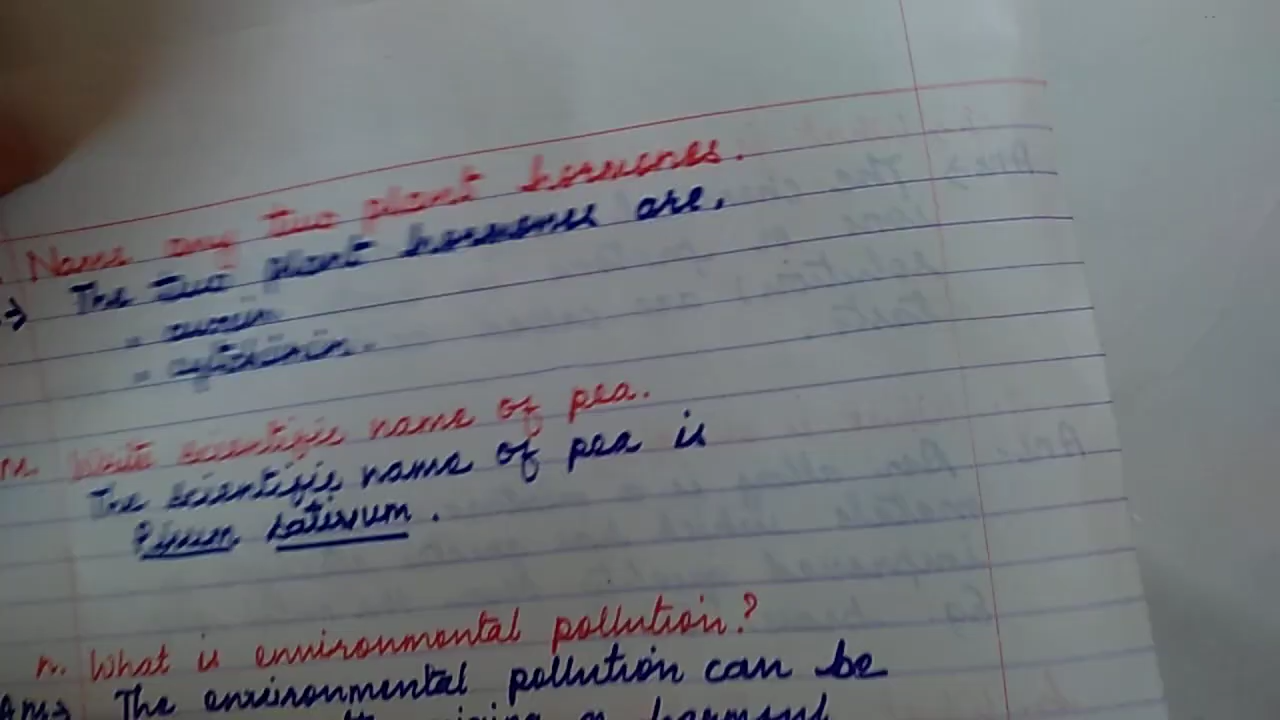 Name any two plant hormones.
→ The two plant hormones are,
- auxin
- cytokinin.
n. Write scientific name of pea.
The scientific name of pea is
Pisum sativum.
n. What is environmental pollution?
Ans→ The environmental pollution can be